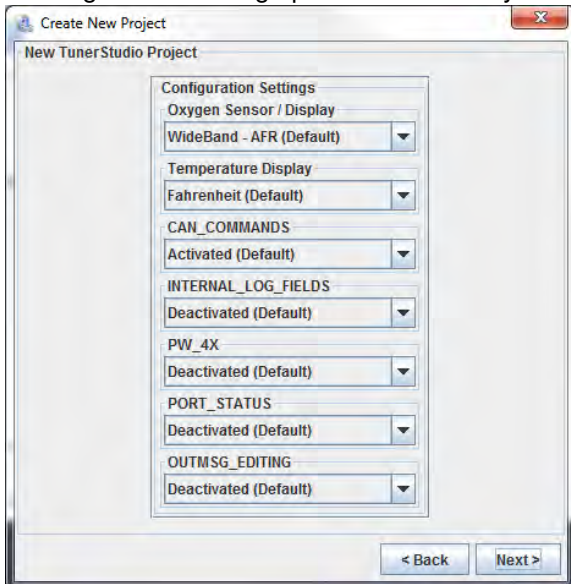 Create New Project
New TunerStudio Project
Configuration Settings
Oxygen Sensor / Display
WideBand - AFR (Default)
Temperature Display
Fahrenheit (Default)
CAN_COMMANDS
Activated (Default)
INTERNAL_LOG_FIELDS
Deactivated (Default)
PW_4X
Deactivated (Default)
PORT_STATUS
Deactivated (Default)
OUTMSG_EDITING
Deactivated (Default)
< Back Next >